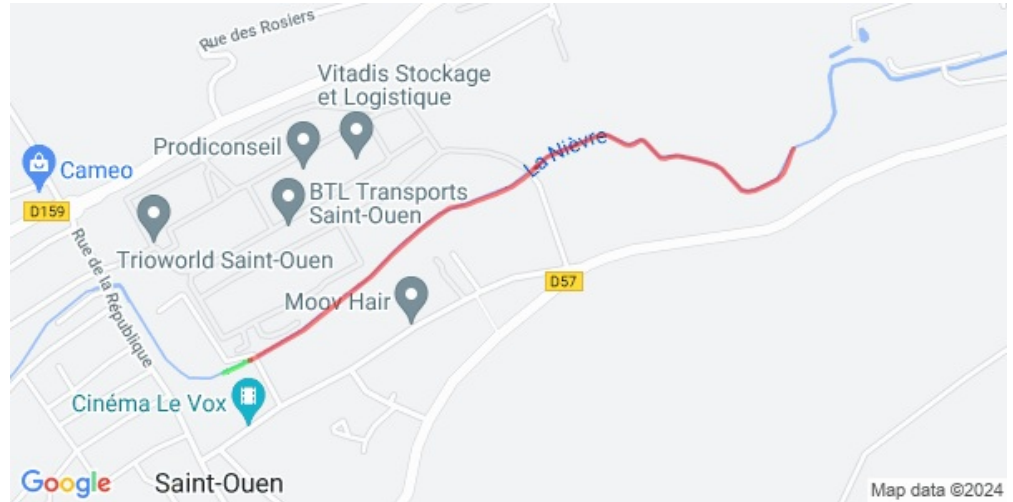 Rue des Rosiers
Vitadis Stockage
et Logistique
Prodiconseil
La Nièvre
Cameo
BTL Transports
Saint-Ouen
D159
Trioworld Saint-Ouen
Rue de la République
D57
Moov Hair
Cinéma Le Vox
Saint-Ouen
Google
Map data ©2024